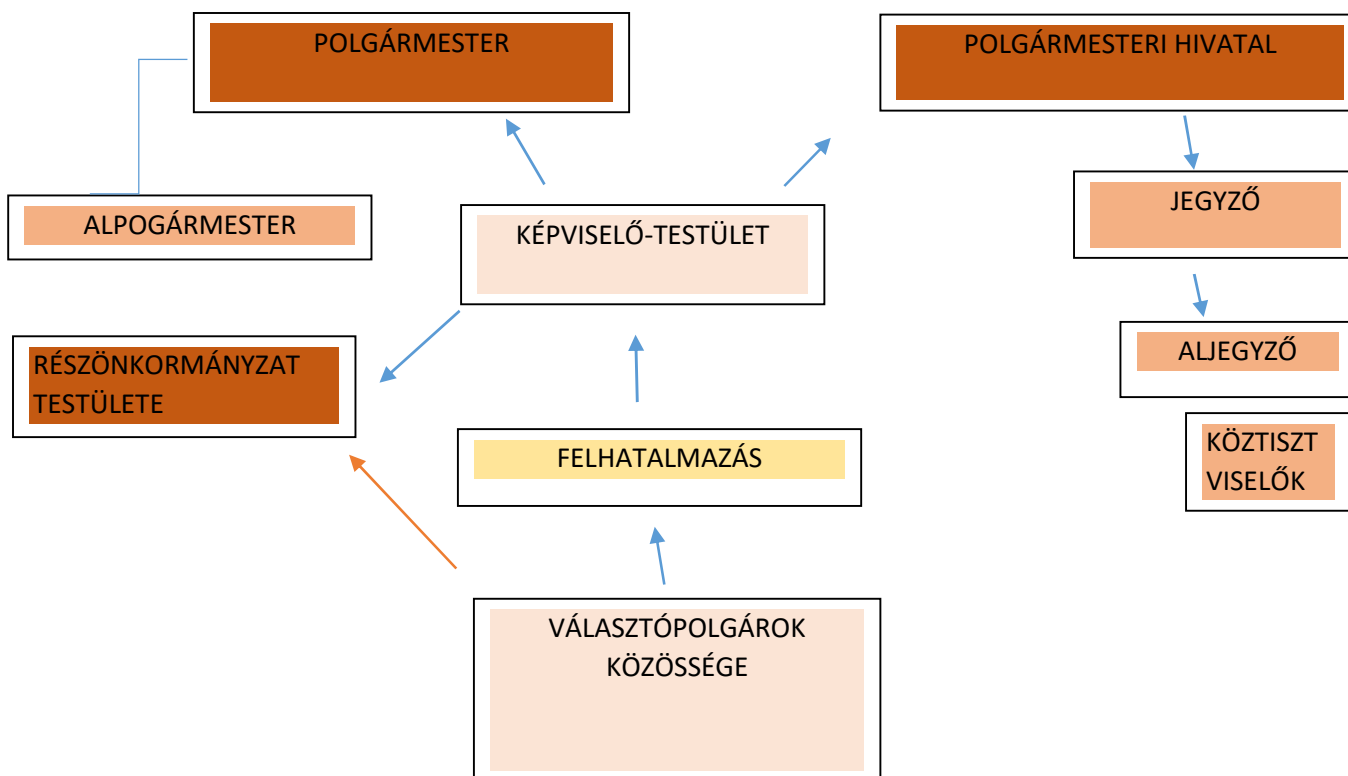 POLGÁRMESTER
POLGÁRMESTERI HIVATAL
ALPOGÁRMESTER
KÉPVISELŐ-TESTÜLET
JEGYZŐ
RÉSZÖNKORMÁNYZAT
TESTÜLETE
ALJEGYZŐ
FELHATALMAZÁS
KÖZTISZT
VISELŐK
VÁLASZTÓPOLGÁROK
KÖZÖSSÉGE